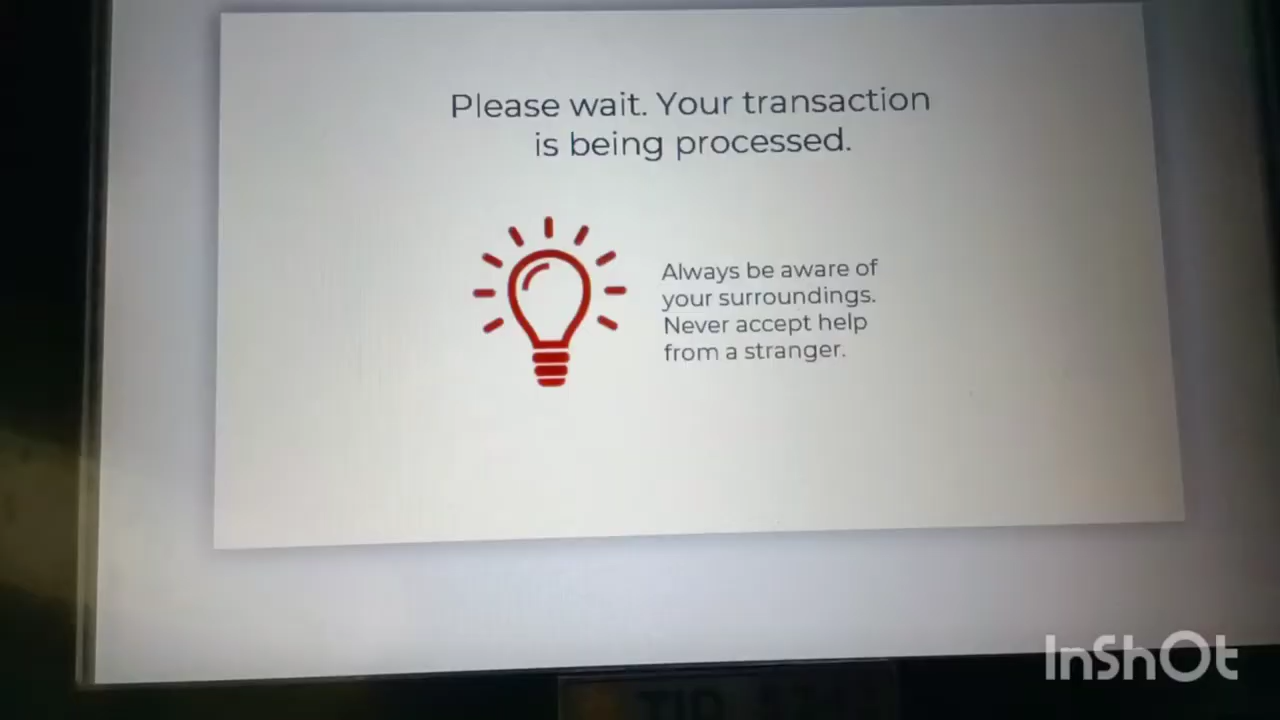 Please wait. Your transaction
is being processed.
Always be aware of
your surroundings.
Never accept help
from a stranger.
InShOt
TIP